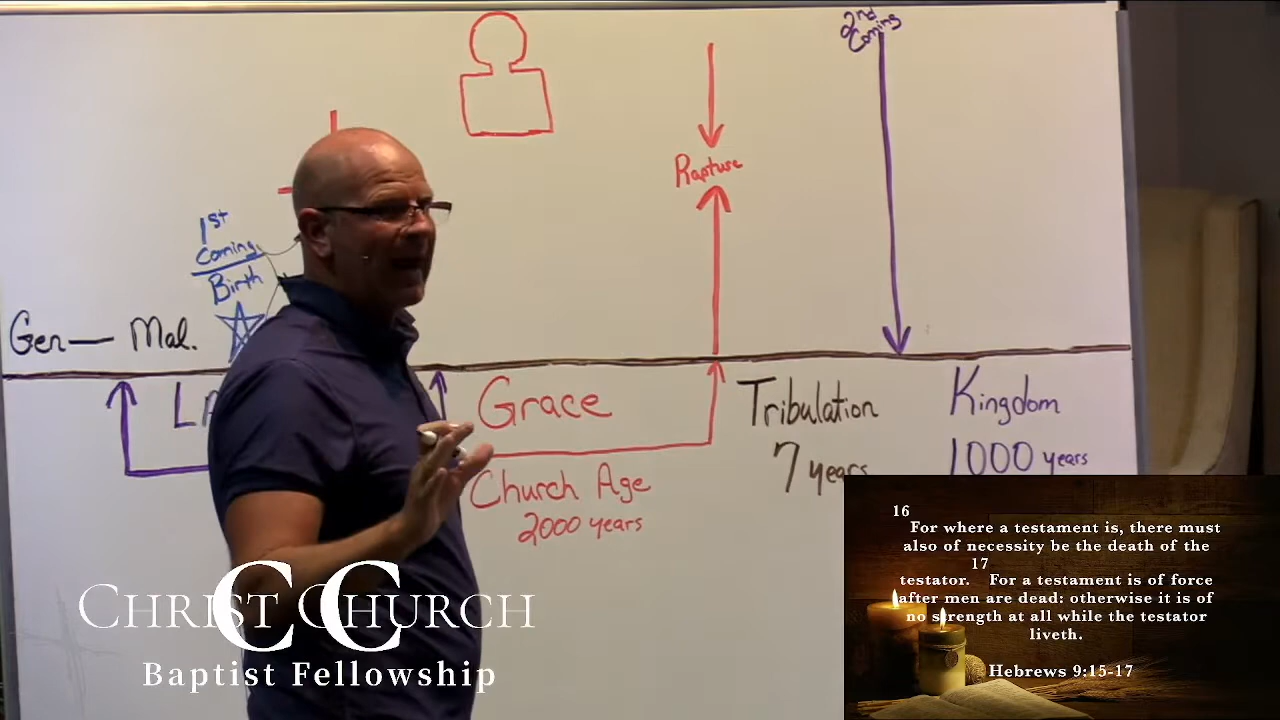 2nd
Coming
Rapture
1st
Coming
Birth
Gen— Mal.
Grace
Tribulation
Kingdom
7 years
1000 years
Church Age
2000 years
CC
CHRIST CHURCH
Baptist Fellowship
16
For where a testament is, there must
also of necessity be the death of the
17
testator. For a testament is of force
after men are dead: otherwise it is of
no strength at all while the testator
liveth.
Hebrews 9:15-17